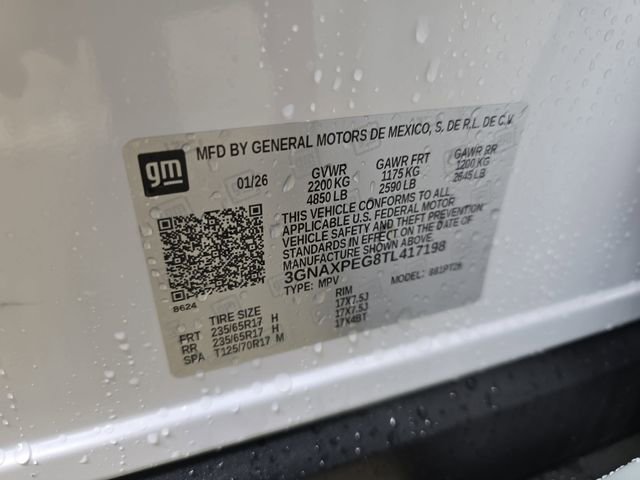 gm
MFD BY GENERAL MOTORS DE MEXICO, S. DE R.L. DE C.V.
01/26 GVWR GAWR FRT GAWR RR
2200 KG 1175 KG 1200 KG
4850 LB 2590 LB 2645 LB
THIS VEHICLE CONFORMS TO ALL
APPLICABLE U.S. FEDERAL MOTOR
VEHICLE SAFETY AND THEFT PREVENTION
STANDARDS IN EFFECT ON THE DATE OF
MANUFACTURE SHOWN ABOVE.
3GNAXPEG8TL417198
TYPE: MPV MODEL:
8624
TIRE SIZE RIM
FRT 235/65R17 H 17X7.5J
RR 235/65R17 H 17X7.5J
SPA T125/70R17 M 17X4BT